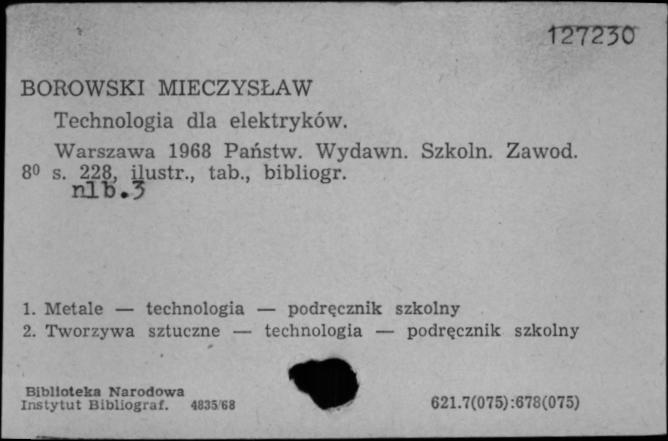 127230
BOROWSKI MIECZYSŁAW
Technologia dla elektryków.
Warszawa 1968 Państw. Wydawn. Szkoln. Zawod.
8⁰ s. 228, ilustr., tab., bibliogr.
nlb.3
1. Metale — technologia — podręcznik szkolny
2. Tworzywa sztuczne — technologia — podręcznik szkolny
Biblioteka Narodowa
Instytut Bibliograf. 4835/68
621.7(075):678(075)